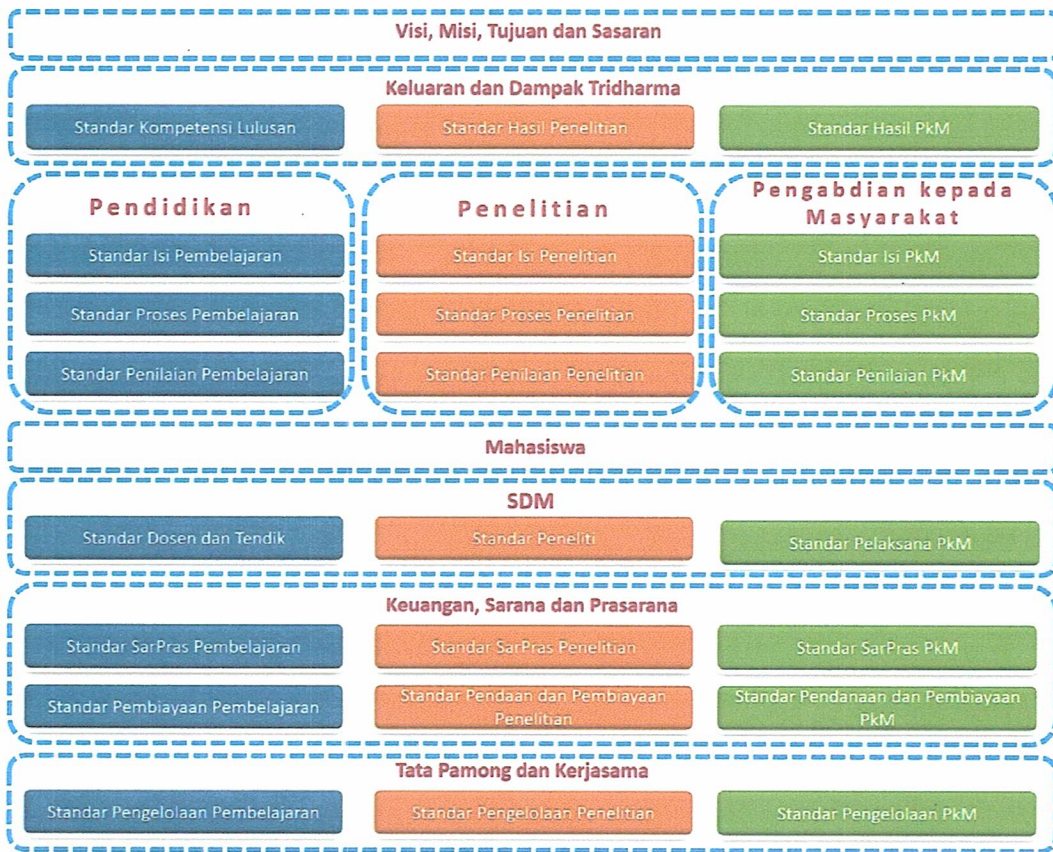 Visi, Misi, Tujuan dan Sasaran
Keluaran dan Dampak Tridharma
Standar Kompetensi Lulusan
Standar Hasil Penelitian
Standar Hasil PkM
Pendidikan
Penelitian
Pengabdian kepada
Masyarakat
Standar Isi Pembelajaran
Standar Isi Penelitian
Standar Isi PkM
Standar Proses Pembelajaran
Standar Proses Penelitian
Standar Proses PkM
Standar Penilaian Pembelajaran
Standar Penilaian Penelitian
Standar Penilaian PkM
Mahasiswa
SDM
Standar Dosen dan Tendik
Standar Peneliti
Standar Pelaksana PkM
Keuangan, Sarana dan Prasarana
Standar SarPras Pembelajaran
Standar SarPras Penelitian
Standar SarPras PkM
Standar Pembiayaan Pembelajaran
Standar Pendaan dan Pembiayaan
Penelitian
Standar Pendanaan dan Pembiayaan
PkM
Tata Pamong dan Kerjasama
Standar Pengelolaan Pembelajaran
Standar Pengelolaan Penelitian
Standar Pengelolaan PkM